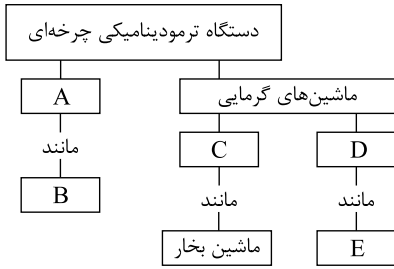 دستگاه ترمودینامیکی چرخه‌ای
A
ماشین‌های گرمایی
مانند
C
D
B
مانند
مانند
ماشین بخار
E